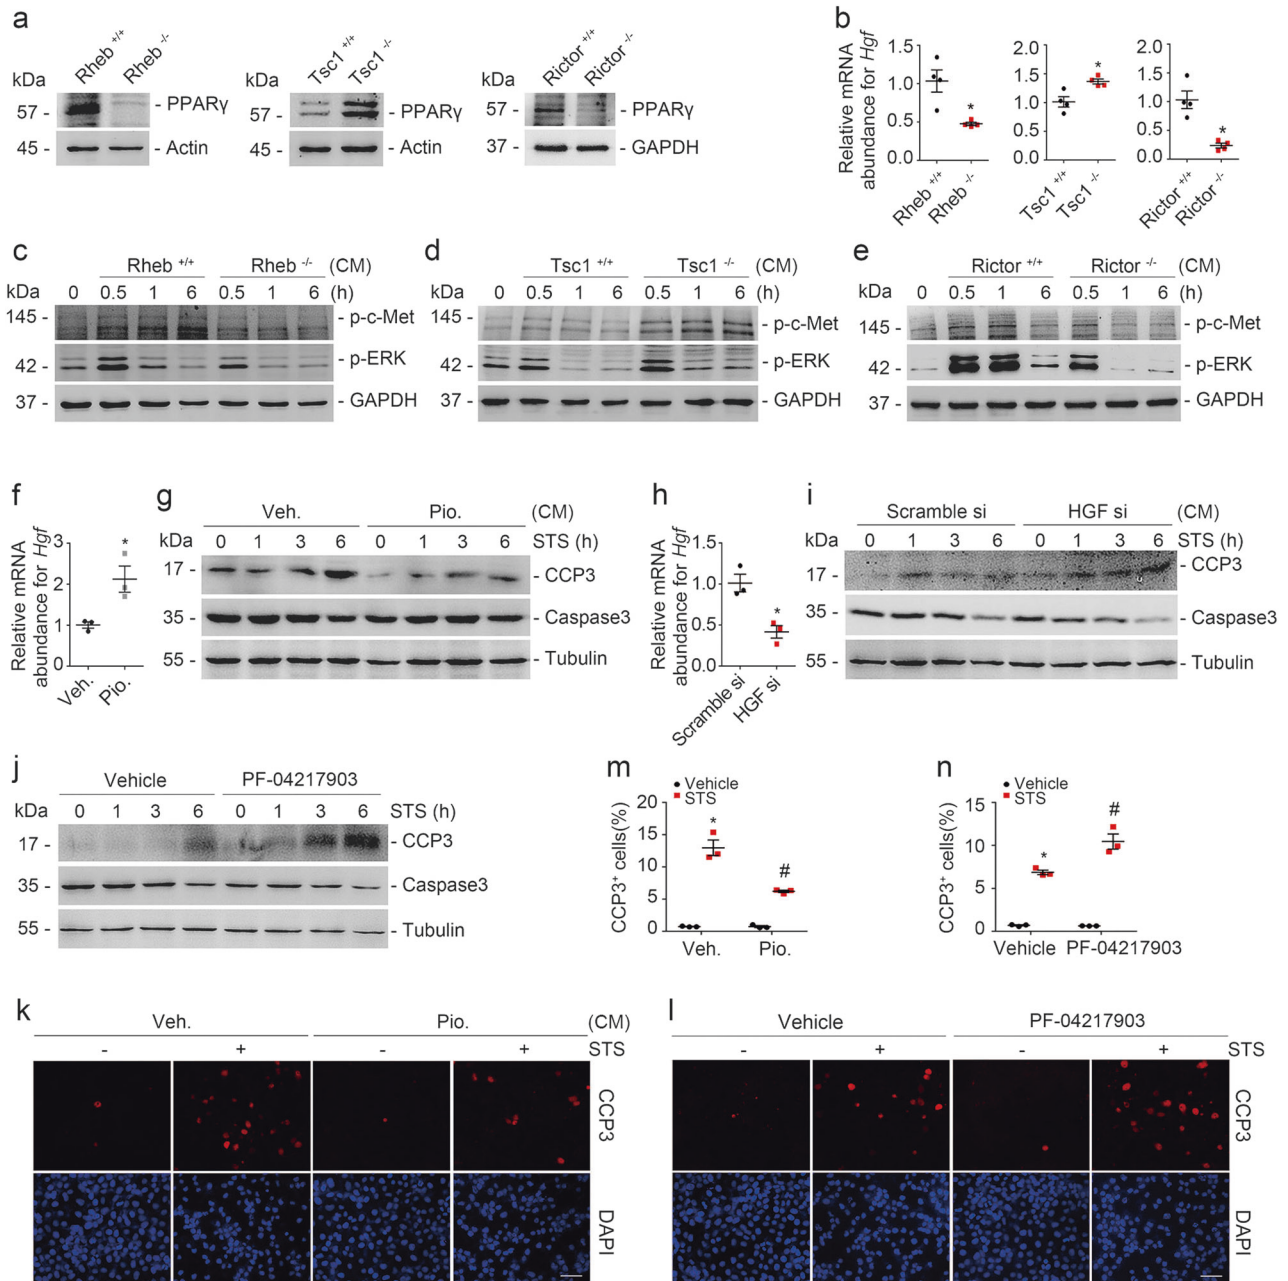 a
kDa
Rheb +/+
Rheb -/-
57 -
- PPARγ
45 -
- Actin
kDa
Tsc1 +/+
Tsc1 -/-
57 -
- PPARγ
45 -
- Actin
kDa
Rictor +/+
Rictor -/-
57 -
- PPARγ
37 -
- GAPDH
b
Relative mRNA
abundance for Hgf
1.5
1.0
0.5
0.0
*
Rheb +/+
Rheb -/-
2.0
1.5
1.0
0.5
0.0
*
Tsc1 +/+
Tsc1 -/-
2.0
1.5
1.0
0.5
0.0
*
Rictor +/+
Rictor -/-
c
Rheb +/+ Rheb -/- (CM)
kDa 0 0.5 1 6 0.5 1 6 (h)
145 - - p-c-Met
42 - - p-ERK
37 - - GAPDH
d
Tsc1 +/+ Tsc1 -/- (CM)
kDa 0 0.5 1 6 0.5 1 6 (h)
145 - - p-c-Met
42 - - p-ERK
37 - - GAPDH
e
Rictor +/+ Rictor -/- (CM)
kDa 0 0.5 1 6 0.5 1 6 (h)
145 - - p-c-Met
42 - - p-ERK
37 - - GAPDH
f
Relative mRNA
abundance for Hgf
3
2
1
0
*
Veh.
Pio.
g
Veh. Pio. (CM)
kDa 0 1 3 6 0 1 3 6 STS (h)
17 - - CCP3
35 - - Caspase3
55 - - Tubulin
h
Relative mRNA
abundance for Hgf
1.5
1.0
0.5
0.0
*
Scramble si
HGF si
i
Scramble si HGF si (CM)
kDa 0 1 3 6 0 1 3 6 STS (h)
17 - - CCP3
35 - - Caspase3
55 - - Tubulin
j
Vehicle PF-04217903
kDa 0 1 3 6 0 1 3 6 STS (h)
17 - - CCP3
35 - - Caspase3
55 - - Tubulin
m
Vehicle
STS
CCP3+ cells(%)
20
15
10
5
0
*
#
Veh. Pio.
n
Vehicle
STS
CCP3+ cells(%)
15
10
5
0
*
#
Vehicle PF-04217903
k
Veh. Pio. (CM)
- + - + STS
CCP3
DAPI
l
Vehicle PF-04217903
- + - + STS
CCP3
DAPI